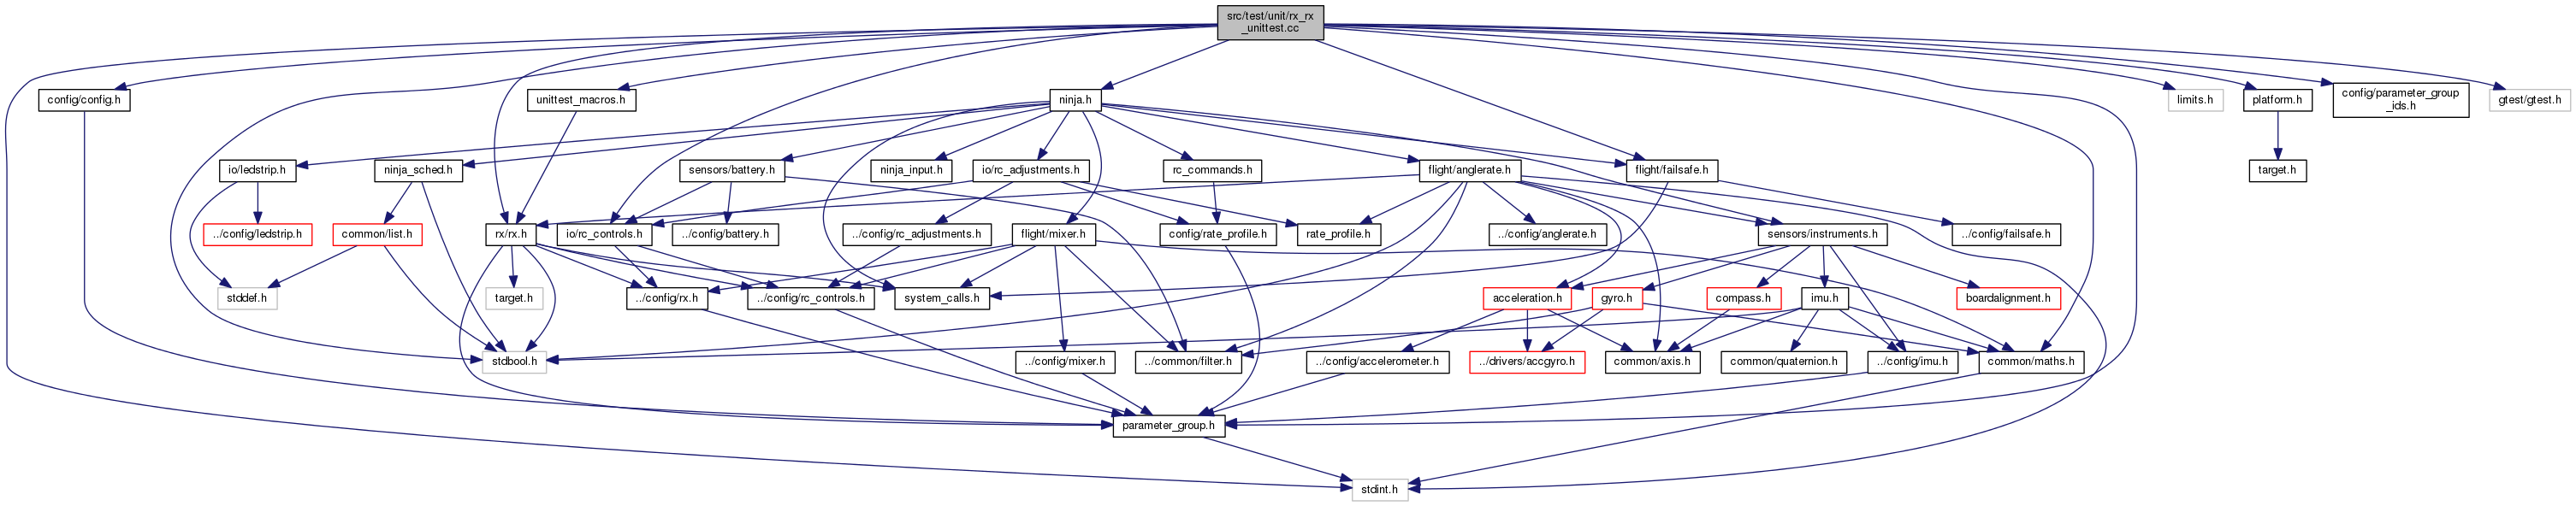 src/test/unit/rx_rx
_unittest.cc
config/config.h
unittest_macros.h
ninja.h
limits.h
platform.h
config/parameter_group
_ids.h
gtest/gtest.h
io/ledstrip.h
ninja_sched.h
sensors/battery.h
ninja_input.h
io/rc_adjustments.h
rc_commands.h
flight/anglerate.h
flight/failsafe.h
target.h
../config/ledstrip.h
common/list.h
rx/rx.h
io/rc_controls.h
../config/battery.h
../config/rc_adjustments.h
flight/mixer.h
config/rate_profile.h
rate_profile.h
../config/anglerate.h
sensors/instruments.h
../config/failsafe.h
stddef.h
target.h
../config/rx.h
../config/rc_controls.h
system_calls.h
acceleration.h
gyro.h
compass.h
imu.h
boardalignment.h
stdbool.h
../config/mixer.h
../common/filter.h
../config/accelerometer.h
../drivers/accgyro.h
common/axis.h
common/quaternion.h
../config/imu.h
common/maths.h
parameter_group.h
stdint.h